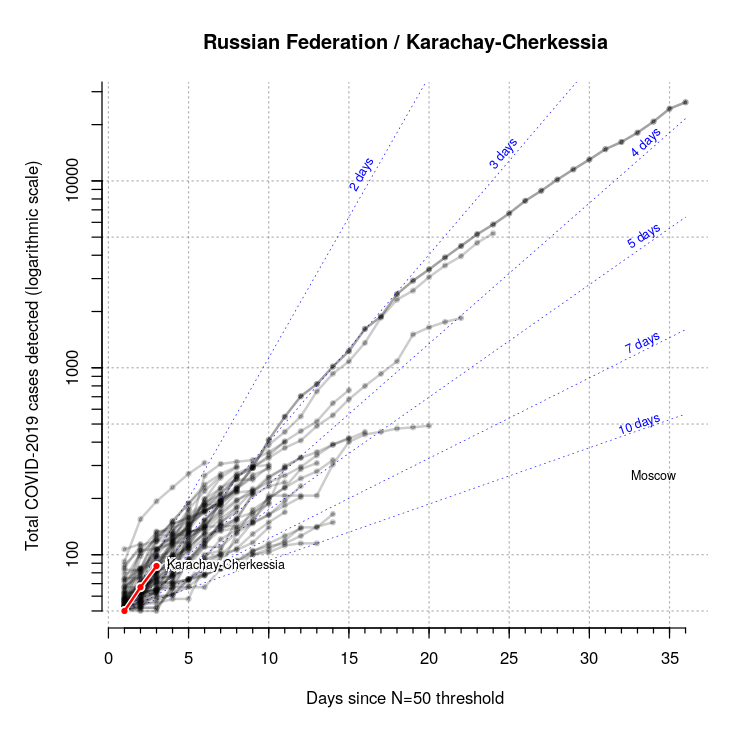 Russian Federation / Karachay-Cherkessia
Total COVID-2019 cases detected (logarithmic scale)
10000
1000
100
2 days
3 days
4 days
5 days
7 days
10 days
Moscow
Karachay-Cherkessia
0 5 10 15 20 25 30 35
Days since N=50 threshold